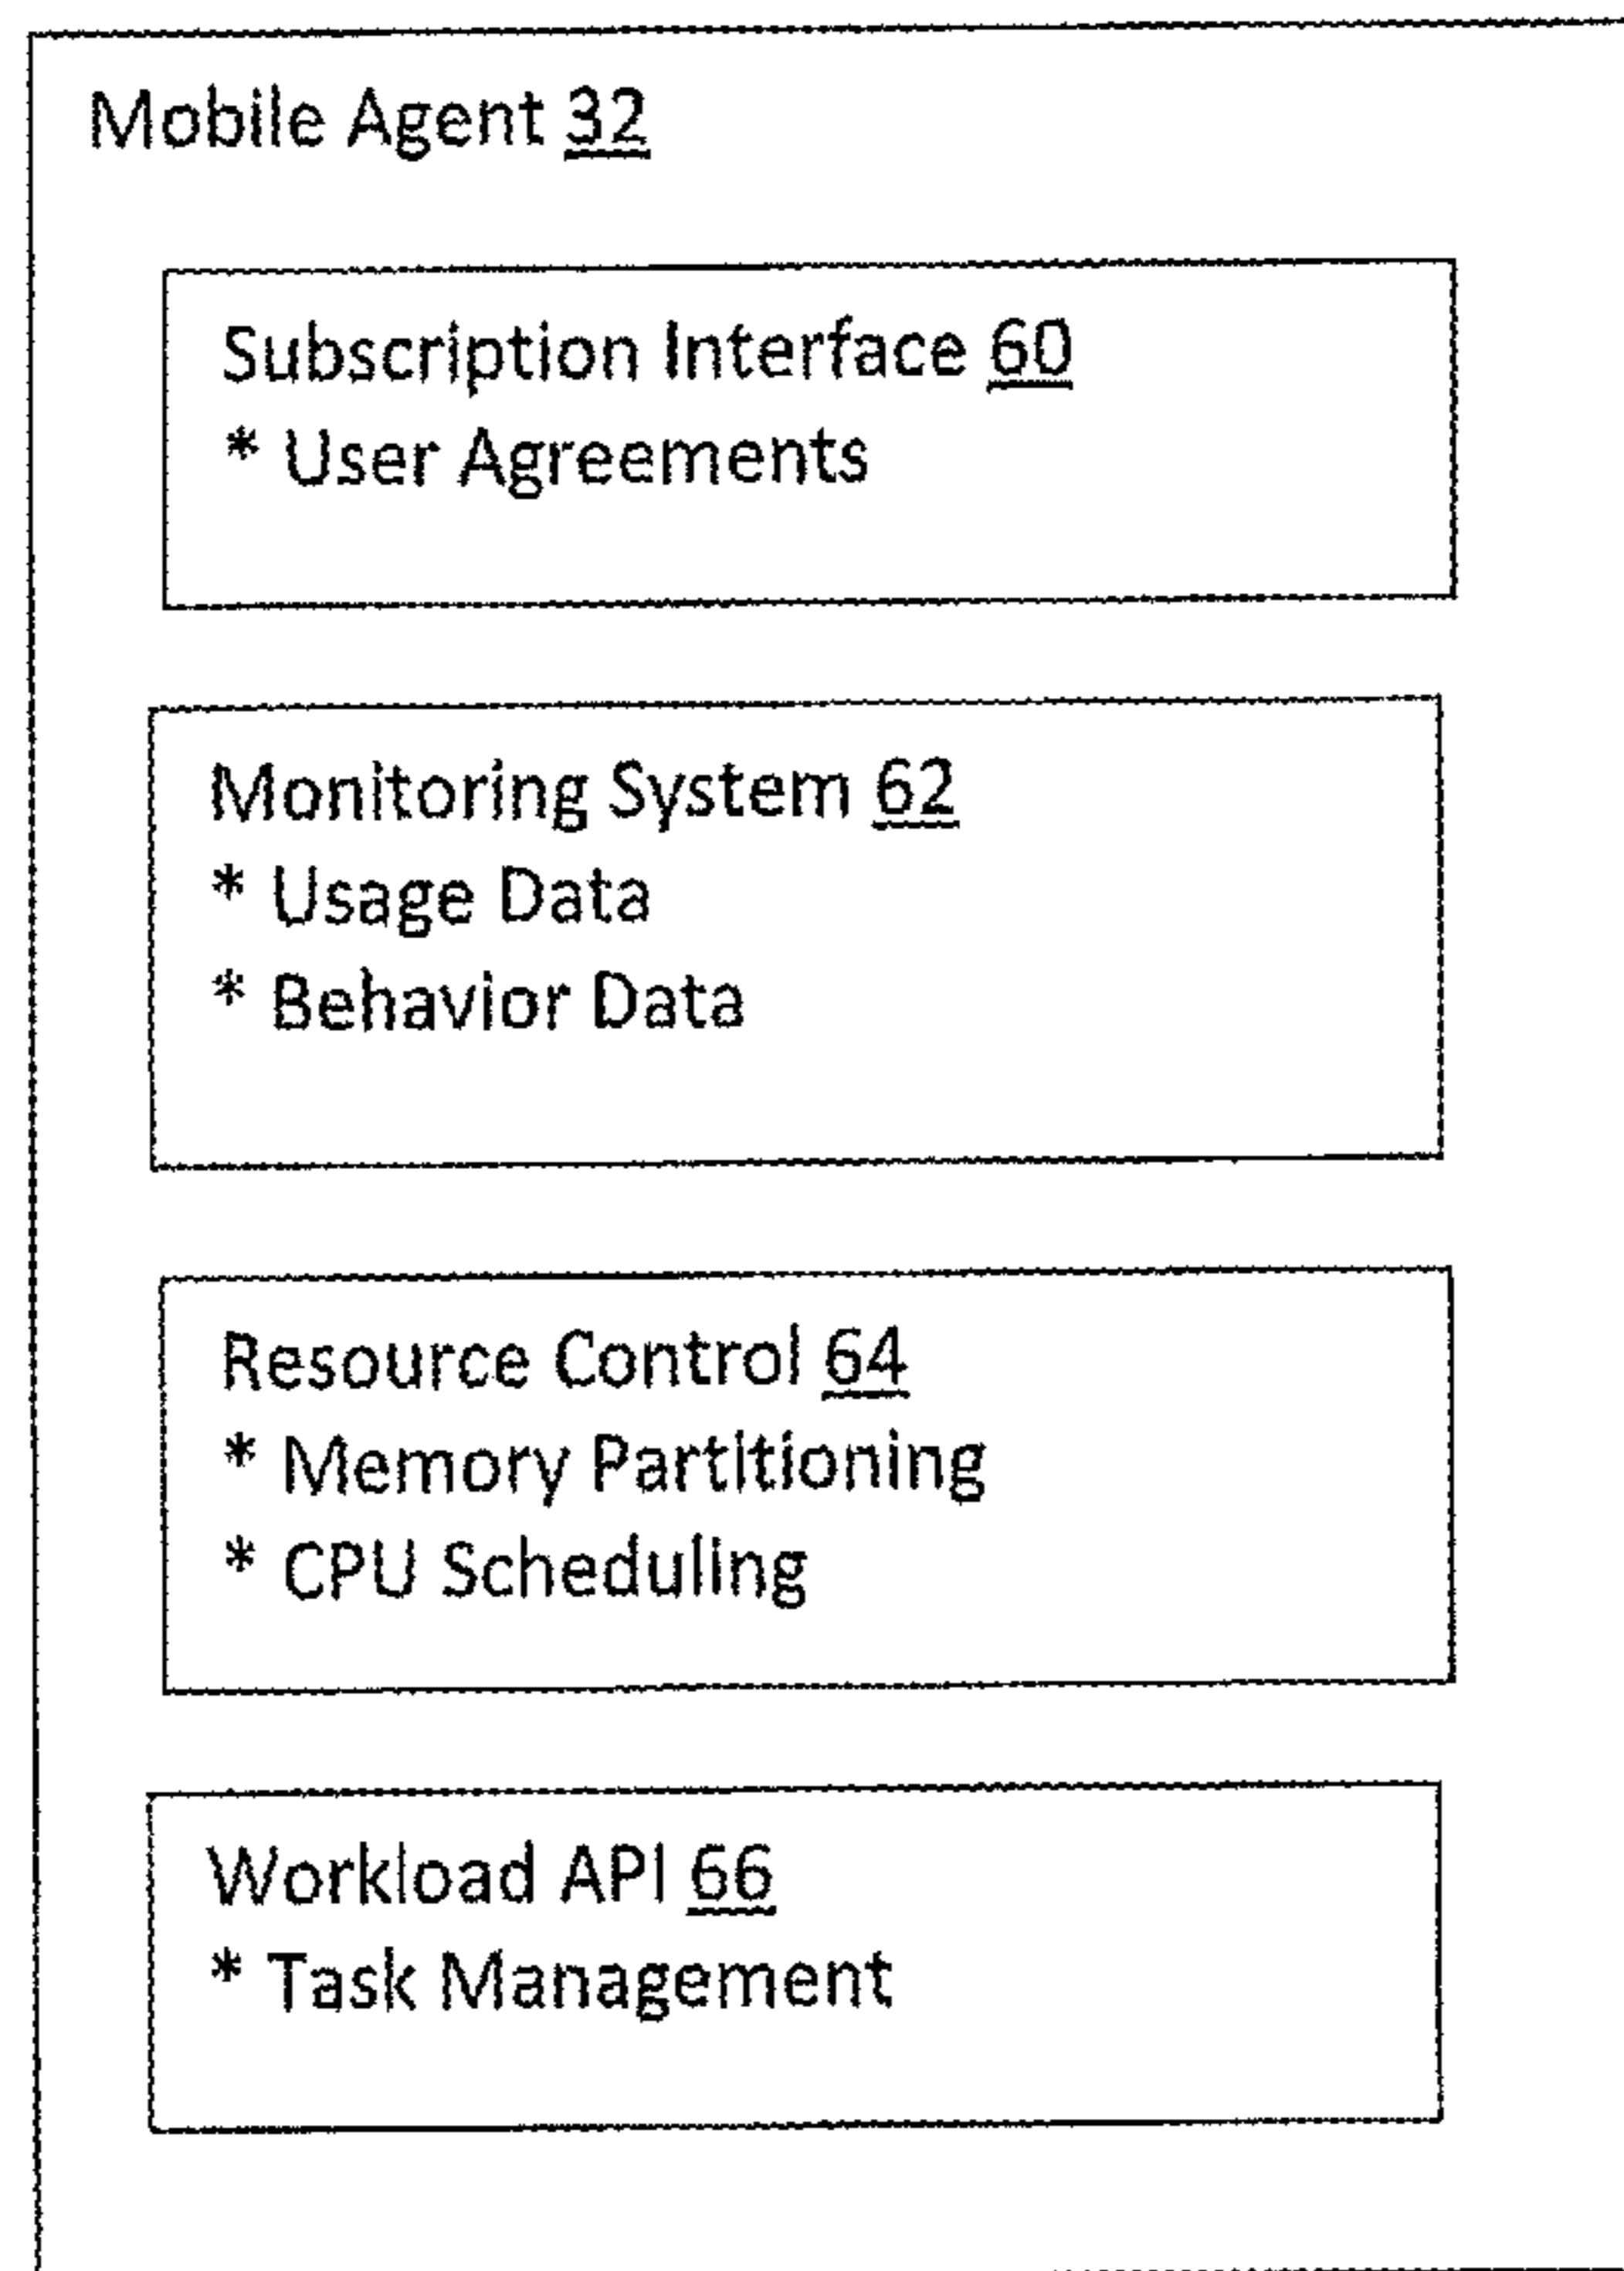 Mobile Agent 32
Subscription Interface 60
* User Agreements
Monitoring System 62
* Usage Data
* Behavior Data
Resource Control 64
* Memory Partitioning
* CPU Scheduling
Workload API 66
* Task Management